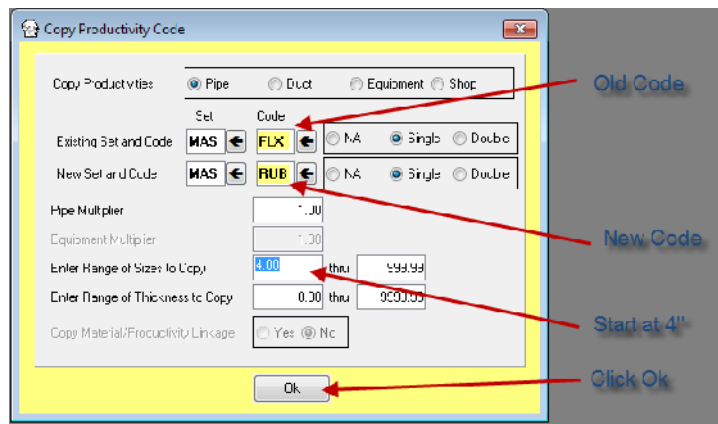 Copy Productivity Code
Copy Productivities Pipe Duct Equipment Shop
Old Code
Set Code
Existing Set and Code MAS FLX NA Single Double
New Set and Code MAS RUB NA Single Double
Pipe Multiplier 1.00
New Code
Equipment Multiplier 1.00
Enter Range of Sizes to Copy 4.00 thru 999.99
Enter Range of Thickness to Copy 0.00 thru 9999.99
Start at 4"
Copy Material/Productivity Linkage Yes No
Click Ok
Ok